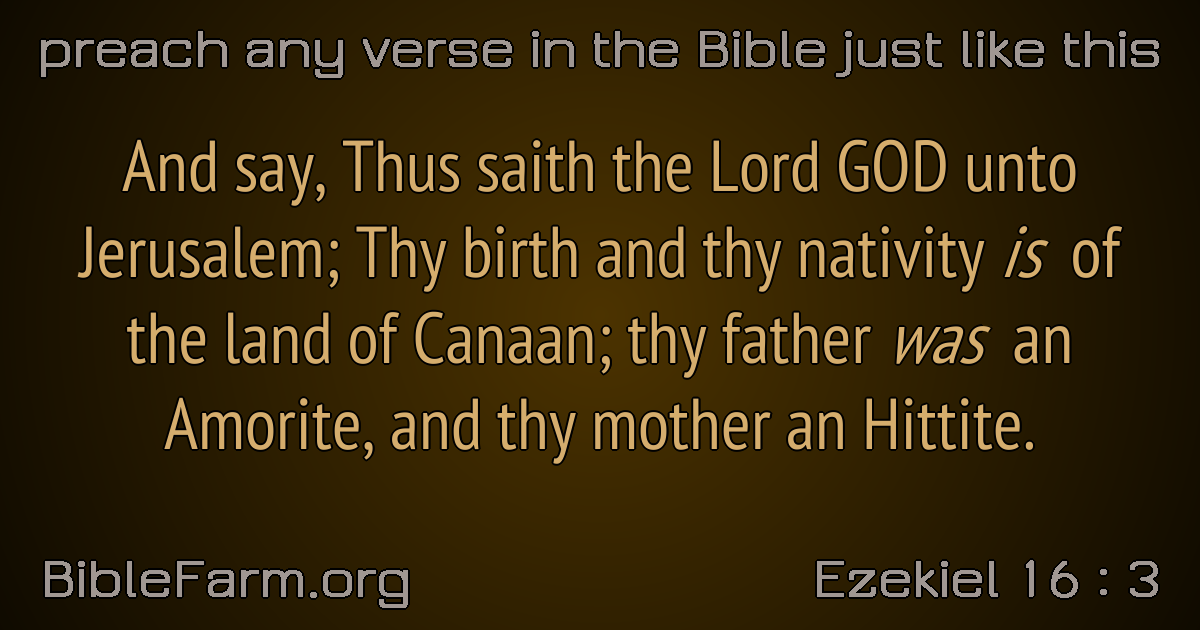 preach any verse in the Bible just like this
And say, Thus saith the Lord GOD unto
Jerusalem; Thy birth and thy nativity is of
the land of Canaan; thy father was an
Amorite, and thy mother an Hittite.
BibleFarm.org
Ezekiel 16 : 3